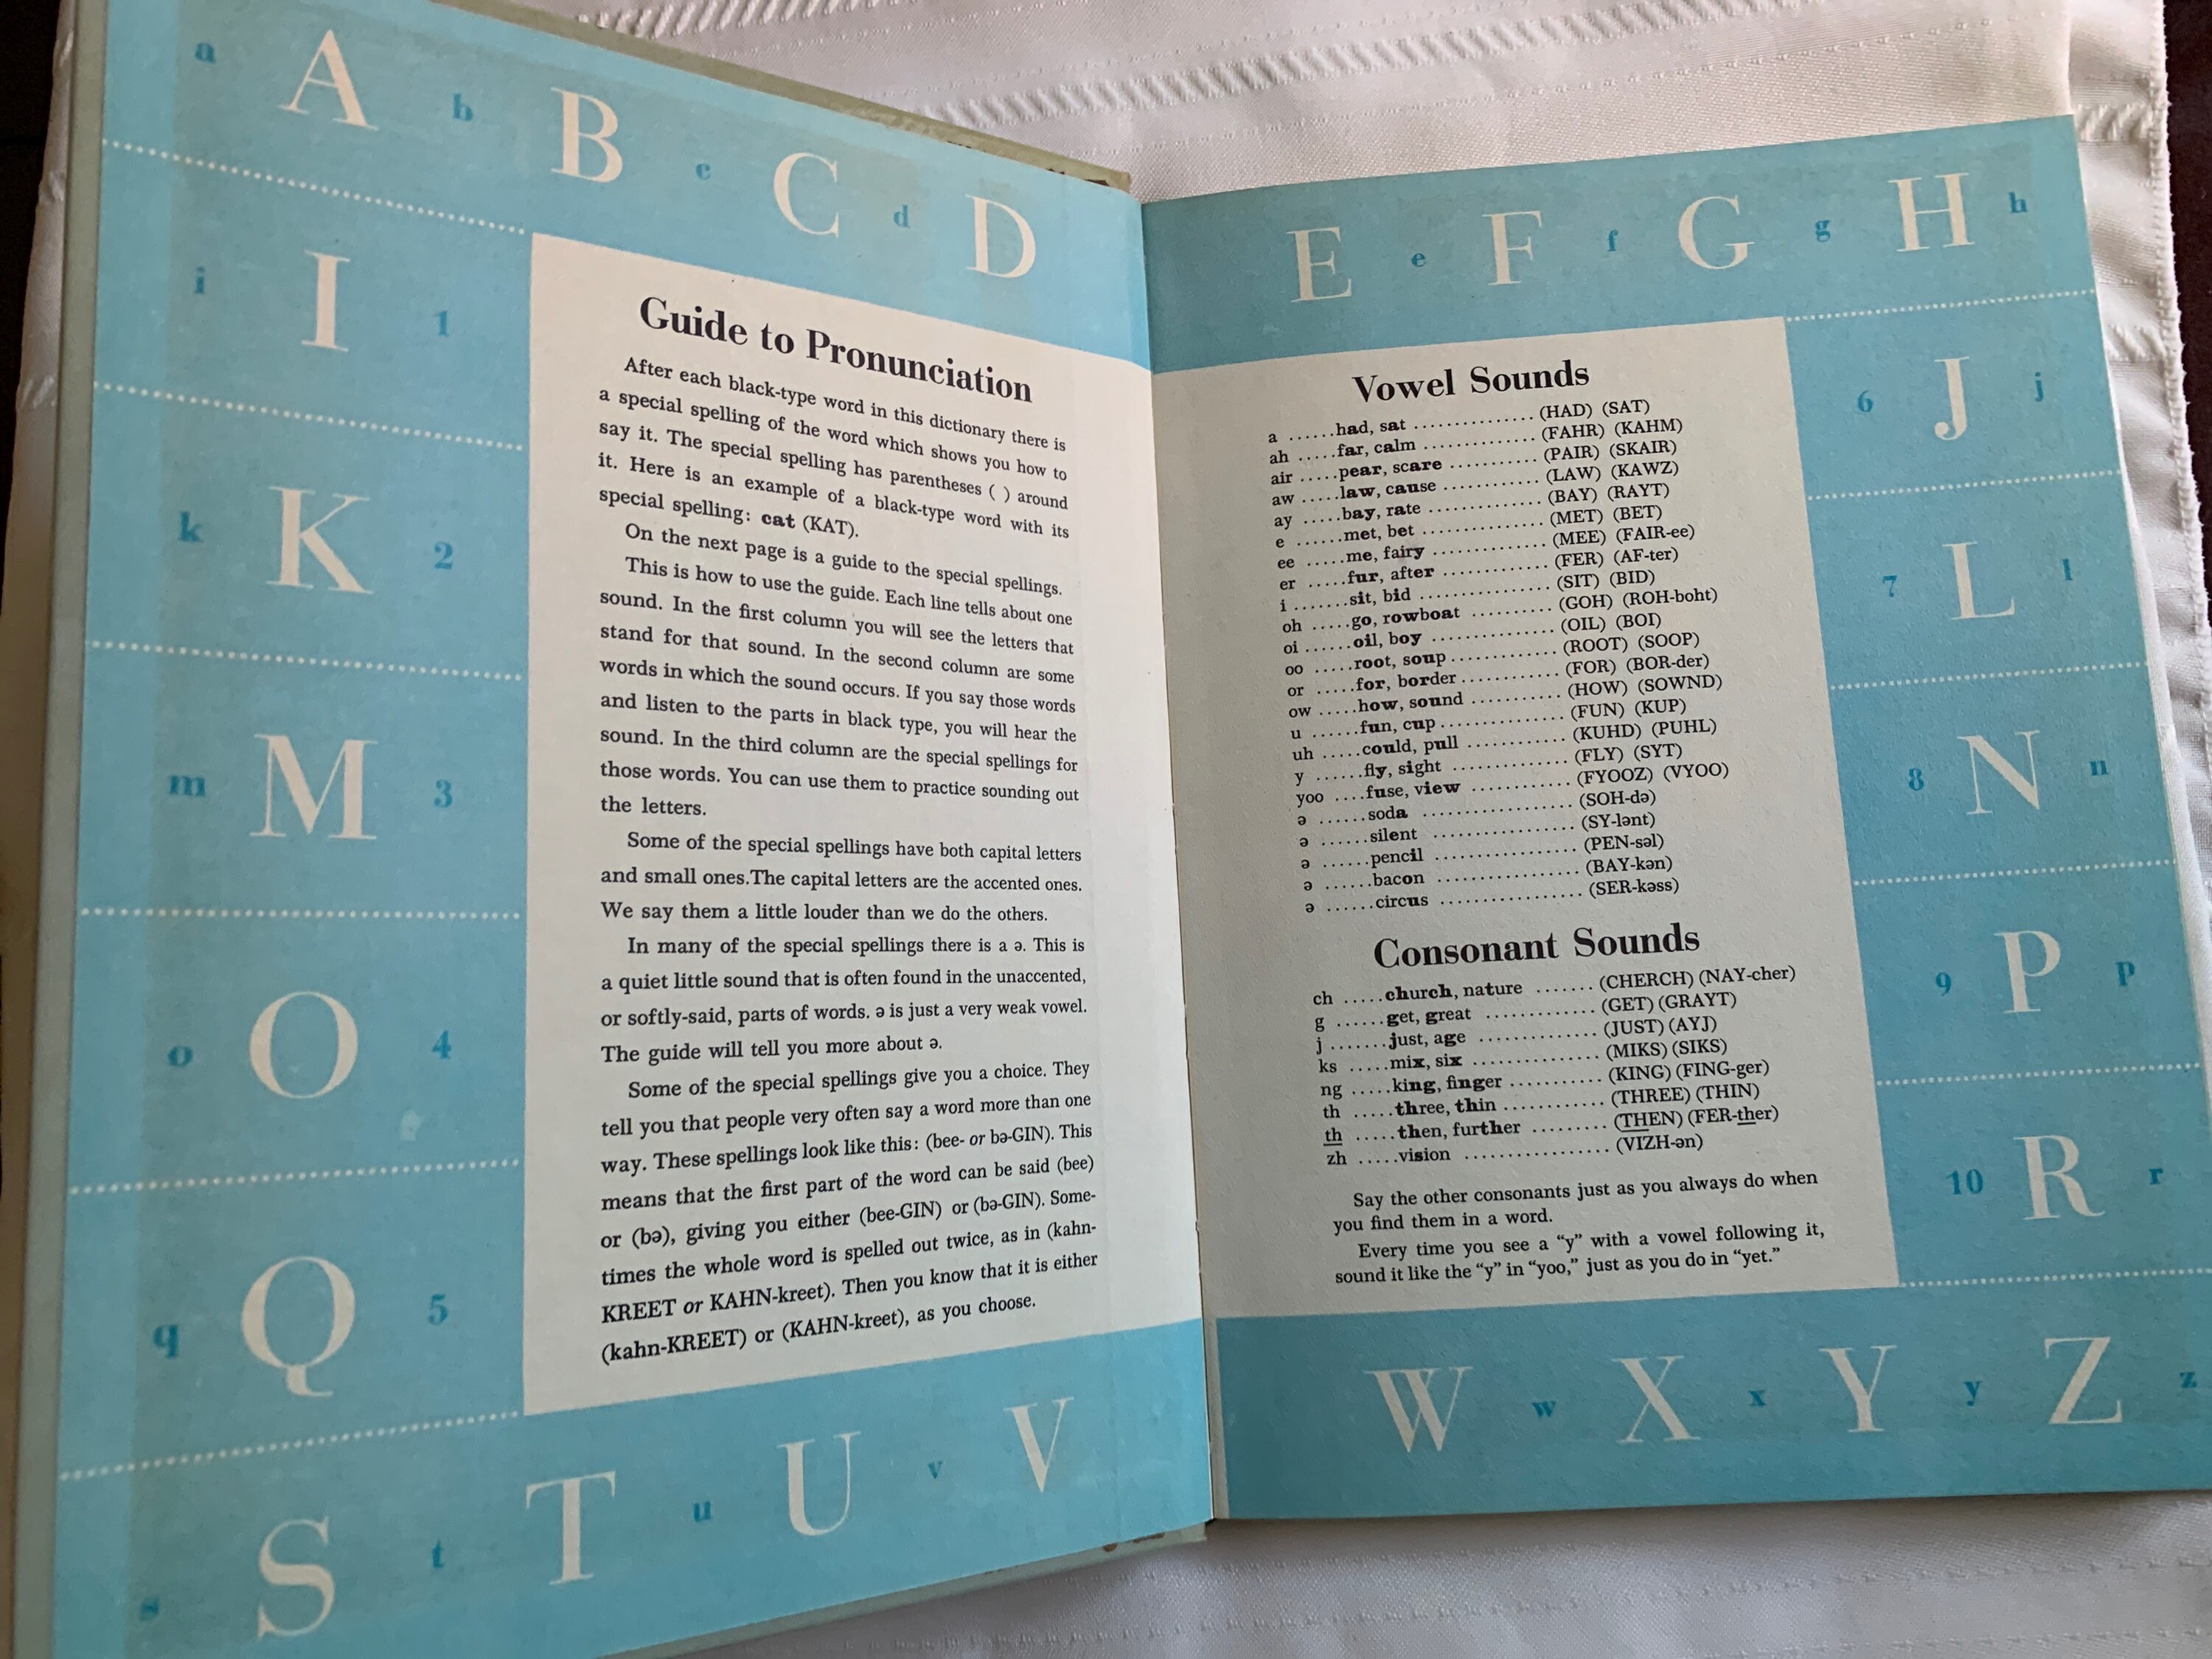 a A b B c C d D
i I 1
k K 2
m M 3
o O 4
q Q 5
s S t T u U v V
Guide to Pronunciation
After each black-type word in this dictionary there is
a special spelling of the word which shows you how to
say it. The special spelling has parentheses ( ) around
it. Here is an example of a black-type word with its
special spelling: cat (KAT).
On the next page is a guide to the special spellings.
This is how to use the guide. Each line tells about one
sound. In the first column you will see the letters that
stand for that sound. In the second column are some
words in which the sound occurs. If you say those words
and listen to the parts in black type, you will hear the
sound. In the third column are the special spellings for
those words. You can use them to practice sounding out
the letters.
Some of the special spellings have both capital letters
and small ones.The capital letters are the accented ones.
We say them a little louder than we do the others.
In many of the special spellings there is a ə. This is
a quiet little sound that is often found in the unaccented,
or softly-said, parts of words. ə is just a very weak vowel.
The guide will tell you more about ə.
Some of the special spellings give you a choice. They
tell you that people very often say a word more than one
way. These spellings look like this: (bee- or bə-GIN). This
means that the first part of the word can be said (bee)
or (bə), giving you either (bee-GIN) or (bə-GIN). Some-
times the whole word is spelled out twice, as in (kahn-
KREET or KAHN-kreet). Then you know that it is either
(kahn-KREET) or (KAHN-kreet), as you choose.
E e F f G g H h
6 J j
7 L l
8 N n
9 P p
10 R r
W w X x Y y Z z
Vowel Sounds
a ......had, sat ............... (HAD) (SAT)
ah .....far, calm .............. (FAHR) (KAHM)
air .....pear, scare ........... (PAIR) (SKAIR)
aw .....law, cause ............. (LAW) (KAWZ)
ay .....bay, rate .............. (BAY) (RAYT)
e ......met, bet ............... (MET) (BET)
ee .....me, fairy .............. (MEE) (FAIR-ee)
er .....fur, after ............. (FER) (AF-ter)
i .......sit, bid ................ (SIT) (BID)
oh .....go, rowboat .......... (GOH) (ROH-boht)
oi ......oil, boy ................ (OIL) (BOI)
oo .....root, soup............. (ROOT) (SOOP)
or .....for, border............ (FOR) (BOR-der)
ow .....how, sound .......... (HOW) (SOWND)
u ......fun, cup............... (FUN) (KUP)
uh .....could, pull ............ (KUHD) (PUHL)
y ......fly, sight .............. (FLY) (SYT)
yoo ....fuse, view ............ (FYOOZ) (VYOO)
ə ......soda .................. (SOH-də)
ə ......silent ................. (SY-lənt)
ə ......pencil ................. (PEN-səl)
ə ......bacon ................. (BAY-kən)
ə ......circus ................. (SER-kəss)
Consonant Sounds
ch .....church, nature ....... (CHERCH) (NAY-cher)
g ......get, great ............. (GET) (GRAYT)
j .......just, age .............. (JUST) (AYJ)
ks .....mix, six ............... (MIKS) (SIKS)
ng .....king, finger ........... (KING) (FING-ger)
th .....three, thin ............ (THREE) (THIN)
th .....then, further ......... (THEN) (FER-ther)
zh .....vision ................. (VIZH-ən)
Say the other consonants just as you always do when
you find them in a word.
Every time you see a “y” with a vowel following it,
sound it like the “y” in “yoo,” just as you do in “yet.”